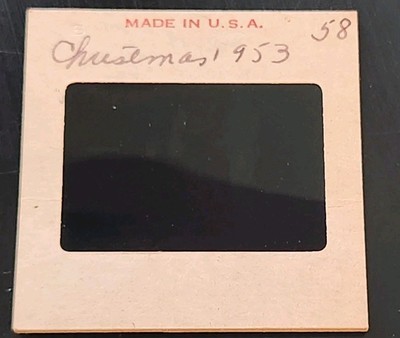 MADE IN U.S.A.
58
Christmas 1953